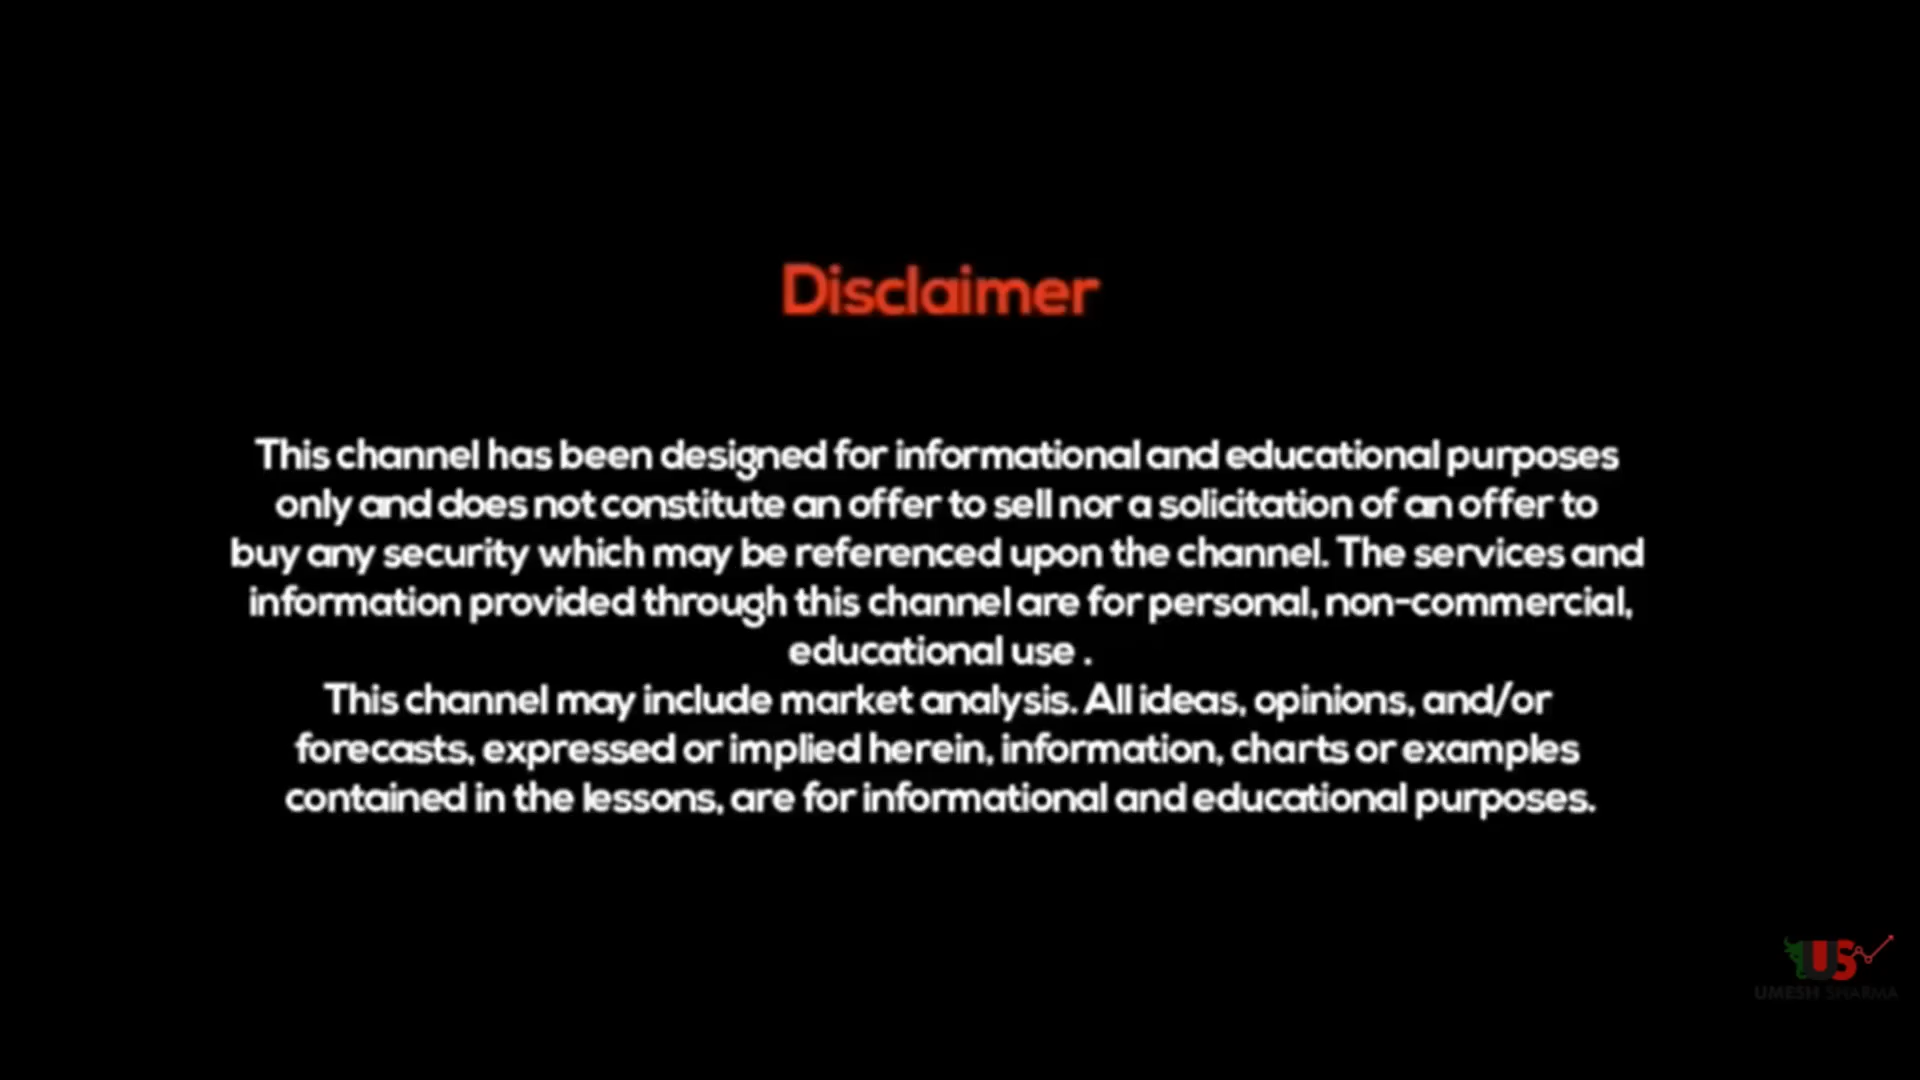 Disclaimer
This channel has been designed for informational and educational purposes
only and does not constitute an offer to sell nor a solicitation of an offer to
buy any security which may be referenced upon the channel. The services and
information provided through this channel are for personal, non-commercial,
educational use .
This channel may include market analysis. All ideas, opinions, and/or
forecasts, expressed or implied herein, information, charts or examples
contained in the lessons, are for informational and educational purposes.
US
UMESH SHARMA